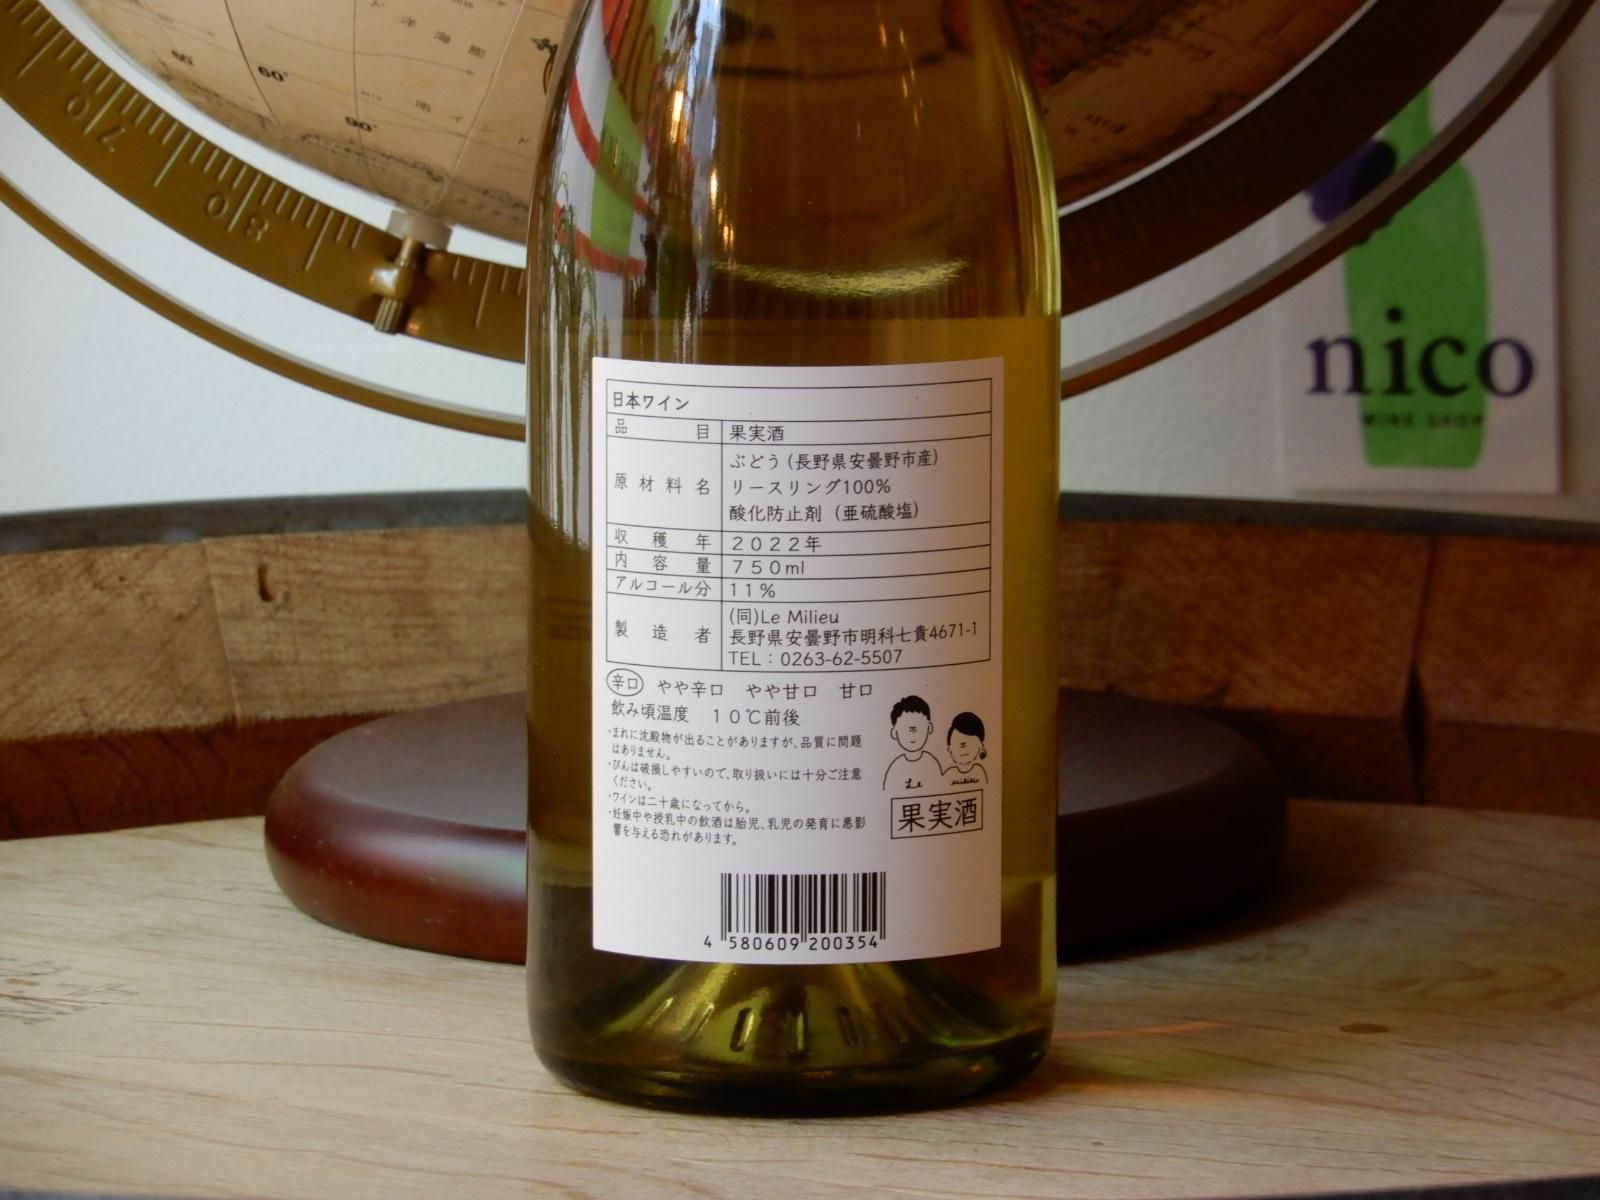 60°
90°
70
80
nico
WINE SHOP
日本ワイン
品目 果実酒
原材料名 ぶどう（長野県安曇野市産）
リースリング100%
酸化防止剤（亜硫酸塩）
収穫年 2022年
内容量 750ml
アルコール分 11%
製造者 (同)Le Milieu
長野県安曇野市明科七貴4671-1
TEL：0263-62-5507
辛口 やや辛口 やや甘口 甘口
飲み頃温度 10℃前後
・まれに沈殿物が出ることがありますが、品質に問題
はありません。
・びんは破損しやすいので、取り扱いには十分ご注意
ください。
・ワインは二十歳になってから。
・妊娠中や授乳中の飲酒は胎児、乳児の発育に悪影
響を与える恐れがあります。
Le milieu
果実酒
4 580609 200354